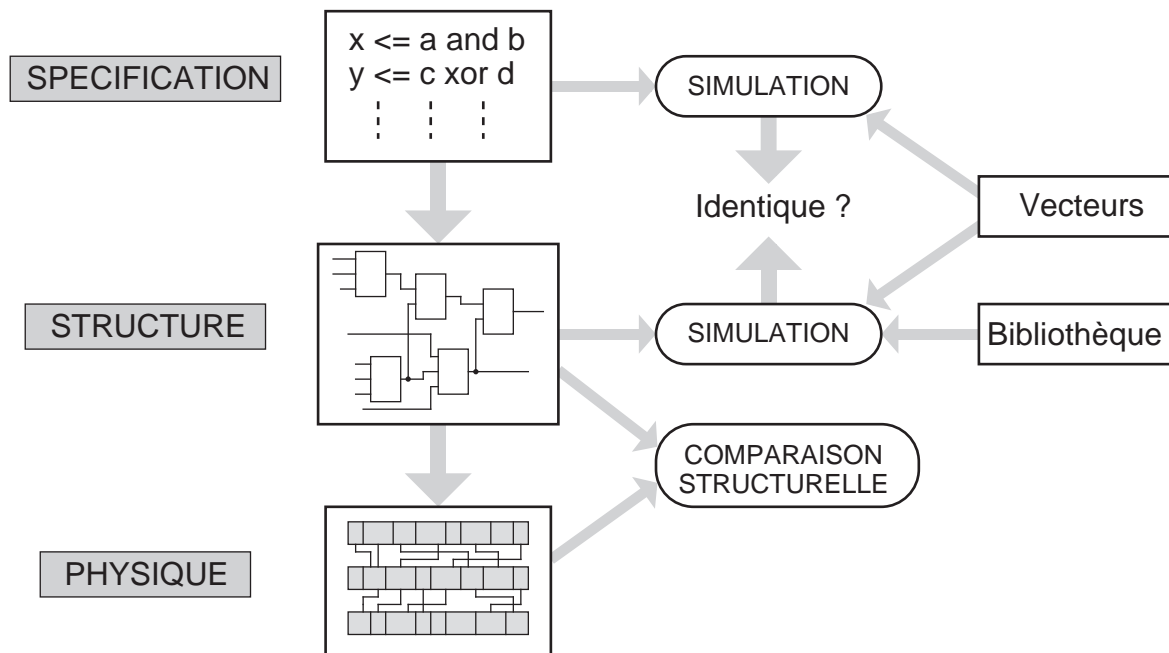 x <= a and b
SPECIFICATION
y <= c xor d
SIMULATION
Identique ?
Vecteurs
STRUCTURE
SIMULATION
Bibliothèque
COMPARAISON
STRUCTURELLE
PHYSIQUE